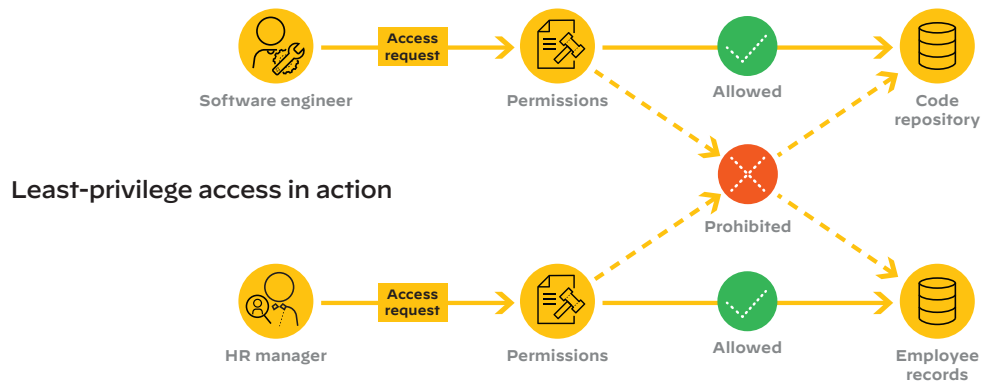 Access
request
Software engineer
Permissions
Allowed
Code
repository
Least-privilege access in action
Prohibited
Access
request
HR manager
Permissions
Allowed
Employee
records